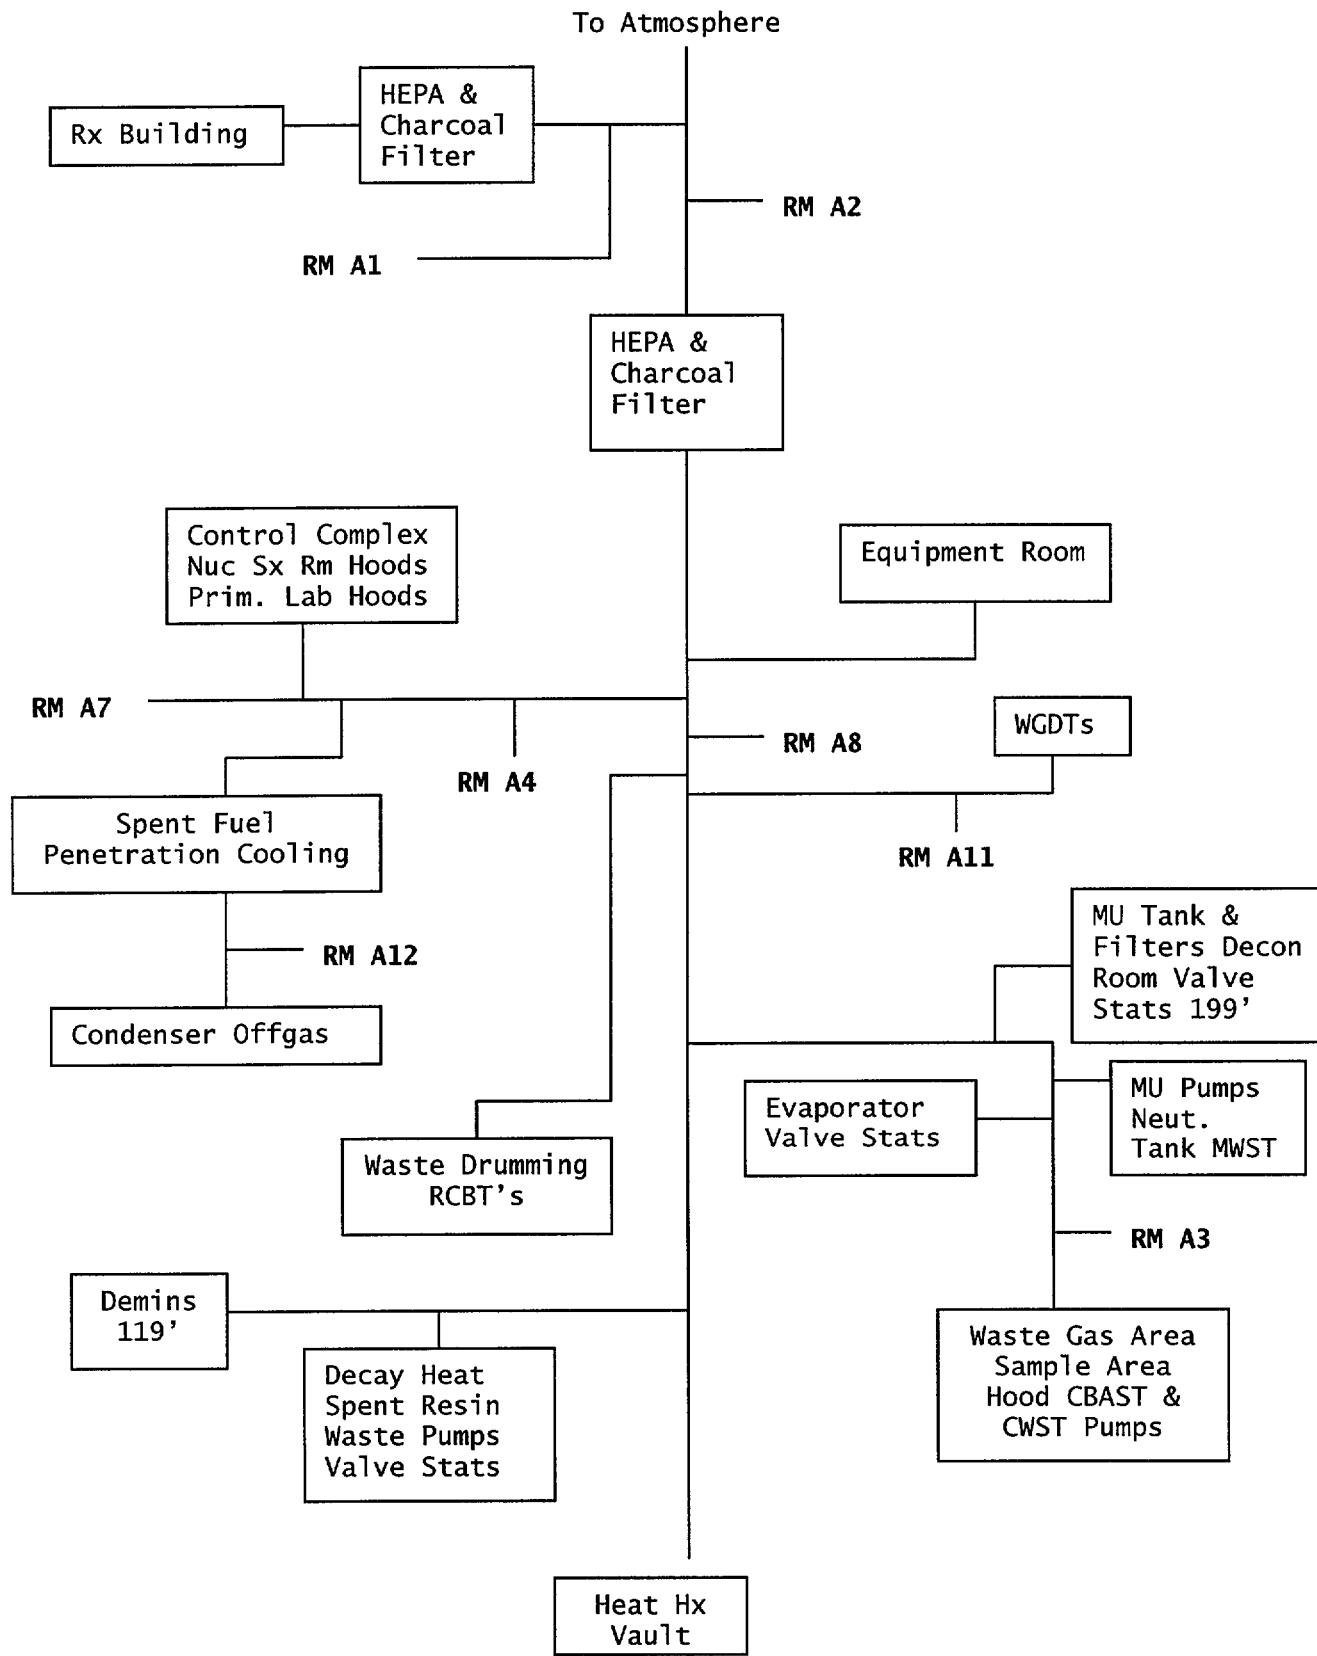 To Atmosphere
HEPA &
Charcoal
Filter
Rx Building
RM A2
RM A1
HEPA &
Charcoal
Filter
Control Complex
Nuc Sx Rm Hoods
Prim. Lab Hoods
Equipment Room
RM A7
WGDTs
RM A8
RM A4
Spent Fuel
Penetration Cooling
RM A11
MU Tank &
Filters Decon
Room Valve
Stats 199'
RM A12
Condenser Offgas
Evaporator
Valve Stats
MU Pumps
Neut.
Tank MWST
Waste Drumming
RCBT's
RM A3
Demins
119'
Waste Gas Area
Sample Area
Hood CBAST &
CWST Pumps
Decay Heat
Spent Resin
Waste Pumps
Valve Stats
Heat Hx
Vault